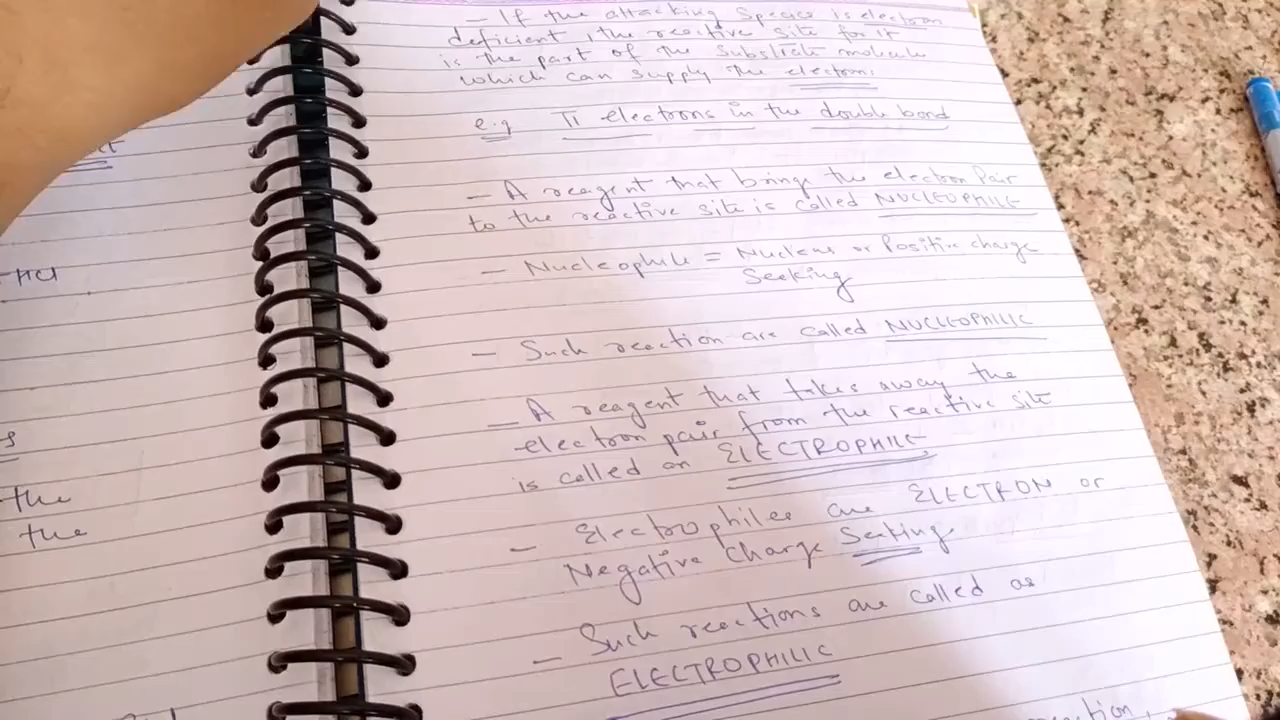 - If the attacking Species is electron
deficient, the reactive site for it
is the part of the substrate molecule
which can supply the electrons
e.g π electrons in the double bond
- A reagent that brings the electron Pair
to the reactive site is called NUCLEOPHILE
- Nucleophile = Nucleus or Positive charge
Seeking
- Such reaction are called NUCLEOPHILIC
- A reagent that takes away the
electron pair from the reactive site
is called an ELECTROPHILE
- Electrophiles are ELECTRON or
Negative Charge Seeking.
- Such reactions are called as
ELECTROPHILIC
-HCl
the
the